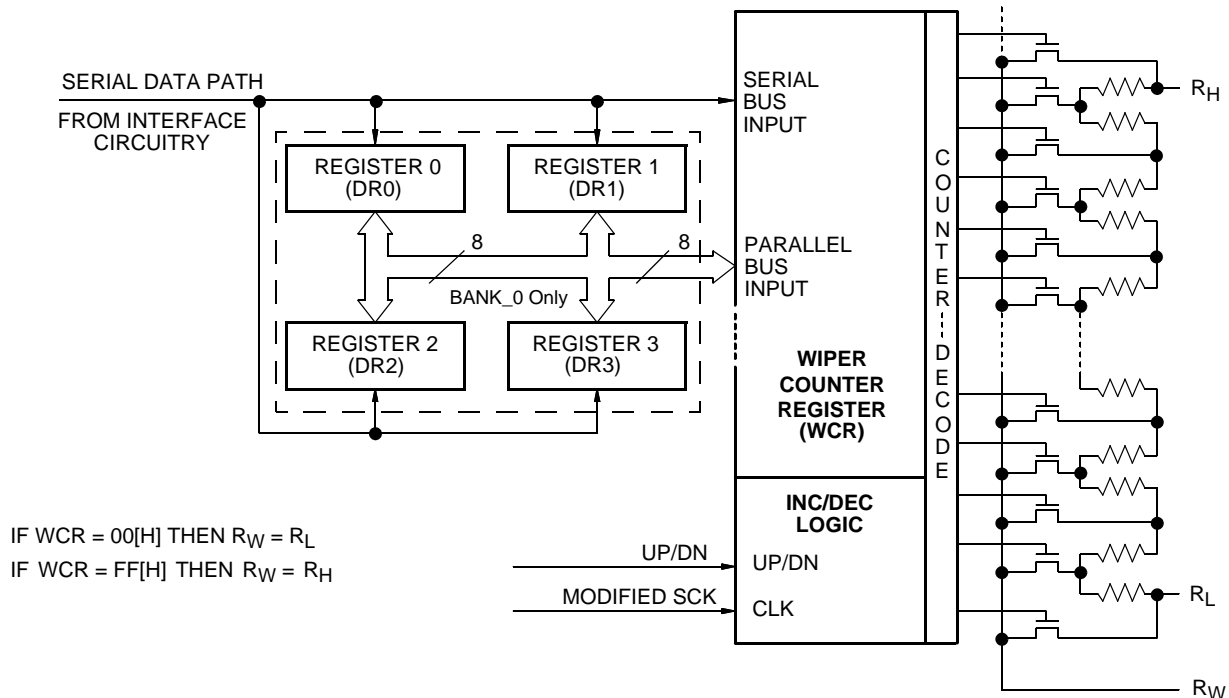 SERIAL DATA PATH
FROM INTERFACE
CIRCUITRY
REGISTER 0
(DR0)
REGISTER 1
(DR1)
8
8
BANK_0 Only
REGISTER 2
(DR2)
REGISTER 3
(DR3)
SERIAL
BUS
INPUT
PARALLEL
BUS
INPUT
WIPER
COUNTER
REGISTER
(WCR)
INC/DEC
LOGIC
UP/DN
UP/DN
MODIFIED SCK
CLK
COUNTER
DECODE
RH
RL
RW
IF WCR = 00[H] THEN RW = RL
IF WCR = FF[H] THEN RW = RH